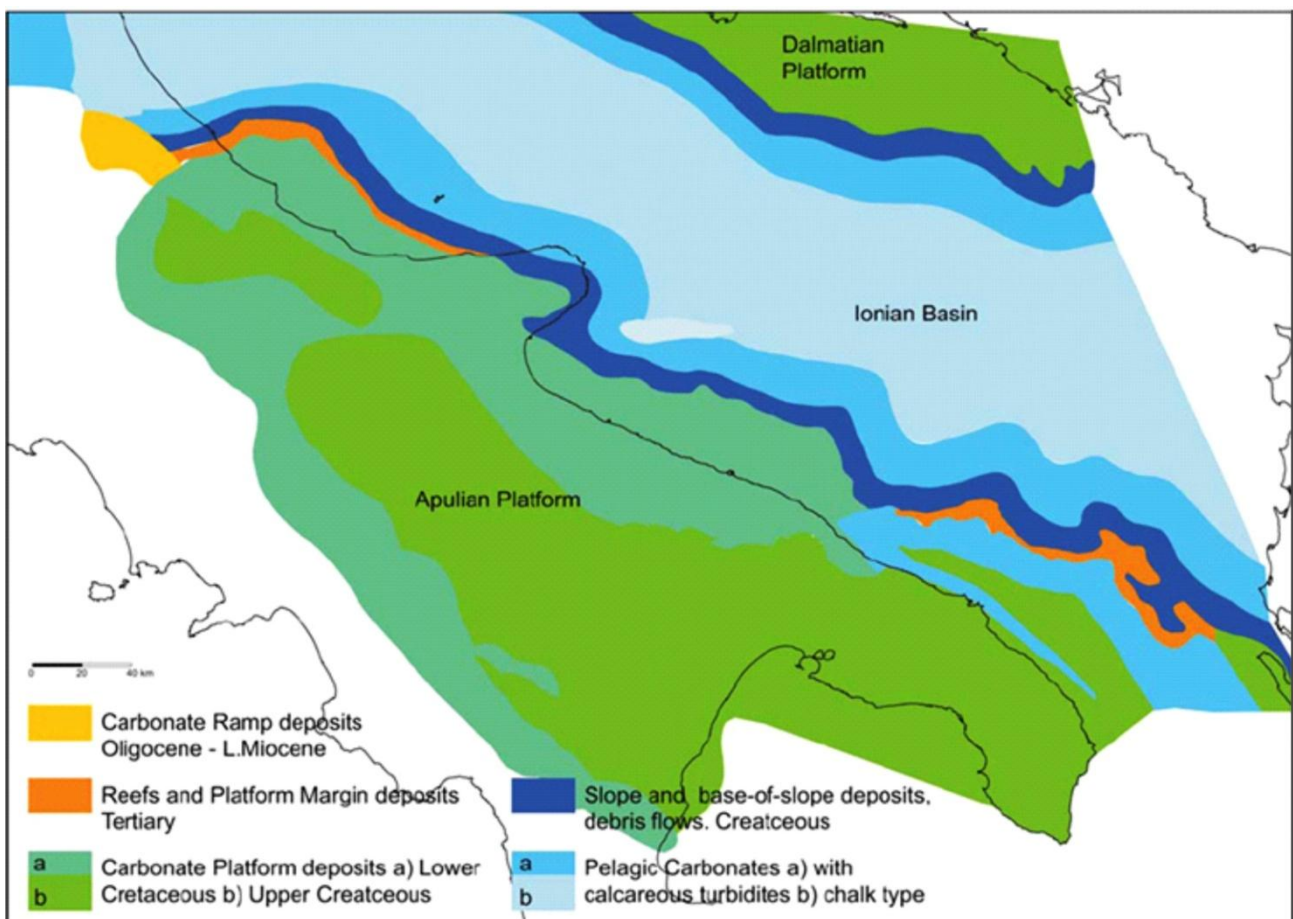 Dalmatian
Platform
Ionian Basin
Apulian Platform
0 20 40 km
Carbonate Ramp deposits
Oligocene - L.Miocene
Reefs and Platform Margin deposits
Tertiary
a
b
Carbonate Platform deposits a) Lower
Cretaceous b) Upper Creatceous
Slope and base-of-slope deposits,
debris flows. Creatceous
a
b
Pelagic Carbonates a) with
calcareous turbidites b) chalk type